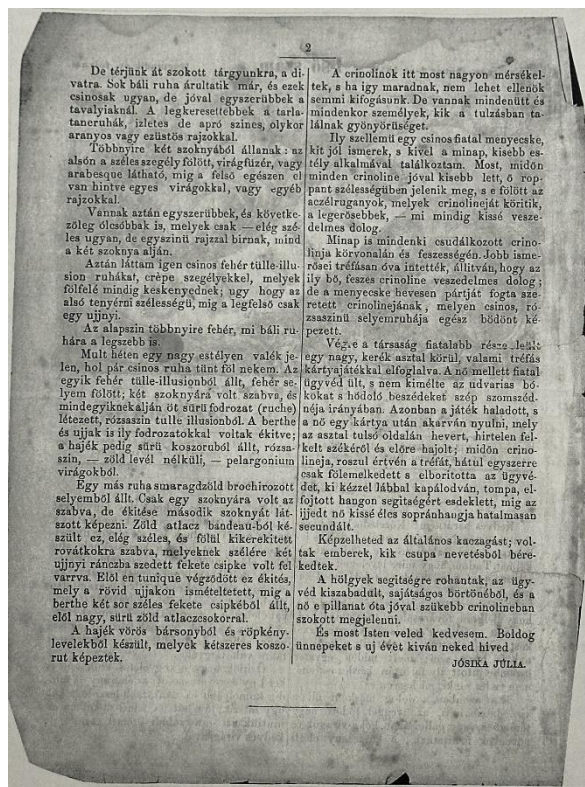 2
De térjünk át szokott tárgyunkra, a di-
vatra. Sok báli ruha árultatik már, és ezek
csinosak ugyan, de jóval egyszerübbek a
tavalyiaknál. A legkeresettebbek a tarla-
tanruhák, izletes de apró szines, olykor
aranyos vagy ezüstös rajzokkal.
Többnyire két szoknyából állanak: az
alsón a széles szegély fölött, virágfüzér, vagy
arabesque látható, mig a felső egészen el
van hintve egyes virágokkal, vagy egyéb
rajzokkal.
Vannak aztán egyszerübbek, és követke-
zőleg ólcsóbbak is, melyek csak — elég szé-
les ugyan, de egyszinü rajzzal birnak, mind
a két szoknya alján.
Aztán láttam igen csinos fehér tülle-illu-
sion ruhákat, crêpe szegélyekkel, melyek
fölfelé mindig keskenyednek; ugy hogy az
alsó tenyérni szélességü, mig a legfelső csak
egy ujjnyi.
Az alapszin többnyire fehér, mi báli ru-
hára a legszebb is.
Mult héten egy nagy estélyen valék je-
len, hol pár csinos ruha tünt föl nekem. Az
egyik fehér tülle-illusionból állt, fehér se-
lyem fölött; két szoknyára volt szabva, és
mindegyiknek alján öt sürü fodrozat (ruche)
létezett, rózsaszin tulle illusionból. A berthe
és ujjak is ily fodrozatokkal voltak ékitve;
a hajék pedig sürü koszoruból állt, rózsa-
szin, — zöld levél nélküli, — pelargonium
virágokból.
Egy más ruha smaragdzöld brochirozott
selyemből állt. Csak egy szoknyára volt az
szabva, de ékitése második szoknyát lát-
szott képezni. Zöld atlacz bandeau-ból ké-
szült ez, elég széles, és fölül kikerekitett
rovátkokra szabva, melyeknek szélére két
ujjnyi ránczba szedett fekete csipke volt fel
varrva. Elől en tunique végződött ez ékités,
mely a rövid ujjakon ismételtetett, mig a
berthe két sor széles fekete csipkéből állt,
elől nagy, sürü zöld atlaczcsokorral.
A hajék vörös bársonyból és röpkény-
levelekből készült, melyek kétszeres koszo-
rut képeztek.
A crinolinok itt most nagyon mérsékel-
tek, s ha igy maradnak, nem lehet ellenök
semmi kifogásunk. De vannak mindenütt és
mindenkor személyek, kik a tulzásban ta-
lálnak gyönyörüséget.
Ily szellemü egy csinos fiatal menyecske,
kit jól ismerek, s kivel a minap, kisebb es-
tély alkalmával találkoztam. Most, midőn
minden crinoline jóval kisebb lett, ő rop-
pant szélességüben jelenik meg, s e fölött az
aczélruganyok, melyek crinolineját köritik,
a legerősebbek, — mi mindig kissé vesze-
delmes dolog.
Minap is mindenki csudálkozott crino-
linja körvonalán és feszességén. Jobb isme-
rősei tréfásan óva intették, állitván, hogy az
ily bő, feszes crinoline veszedelmes dolog;
de a menyecske hevesen pártját fogta sze-
retett crinolinejának, melyen csinos, ró-
zsaszinü selyemruhája egész bödönt ké-
pezett.
Végre a társaság fiatalabb része leült
egy nagy, kerek asztal körül, valami tréfás
kártyajátékkal elfoglalva. A nő mellett fiatal
ügyvéd ült, s nem kimélte az udvarias bó-
kokat s hódoló beszédeket szép szomszéd-
néja irányában. Azonban a játék haladott, s
a nő egy kártya után akarván nyulni, mely
az asztal tulsó oldalán hevert, hirtelen fel-
kelt székéről és előre hajolt; midőn crino-
lineja, roszul értvén a tréfát, hátul egyszerre
csak fölemelkedett s elboritotta az ügyvé-
det, ki kézzel lábbal kapálodván, tompa, el-
fojtott hangon segitségért esdeklett, mig az
ijjedt nő kissé élcs sopránhangja hatalmasan
secundált.
Képzelheted az általános kaczagást; vol-
tak emberek, kik csupa nevetésből bére-
kedtek.
A hölgyek segitségre rohantak, az ügy-
véd kiszabadult, sajátságos börtönéből, és a
nő e pillanat óta jóval szükebb crinolineban
szokott megjelenni.
És most Isten veled kedvesem. Boldog
ünnepeket s uj évet kiván neked hived
JÓSIKA JÚLIA.